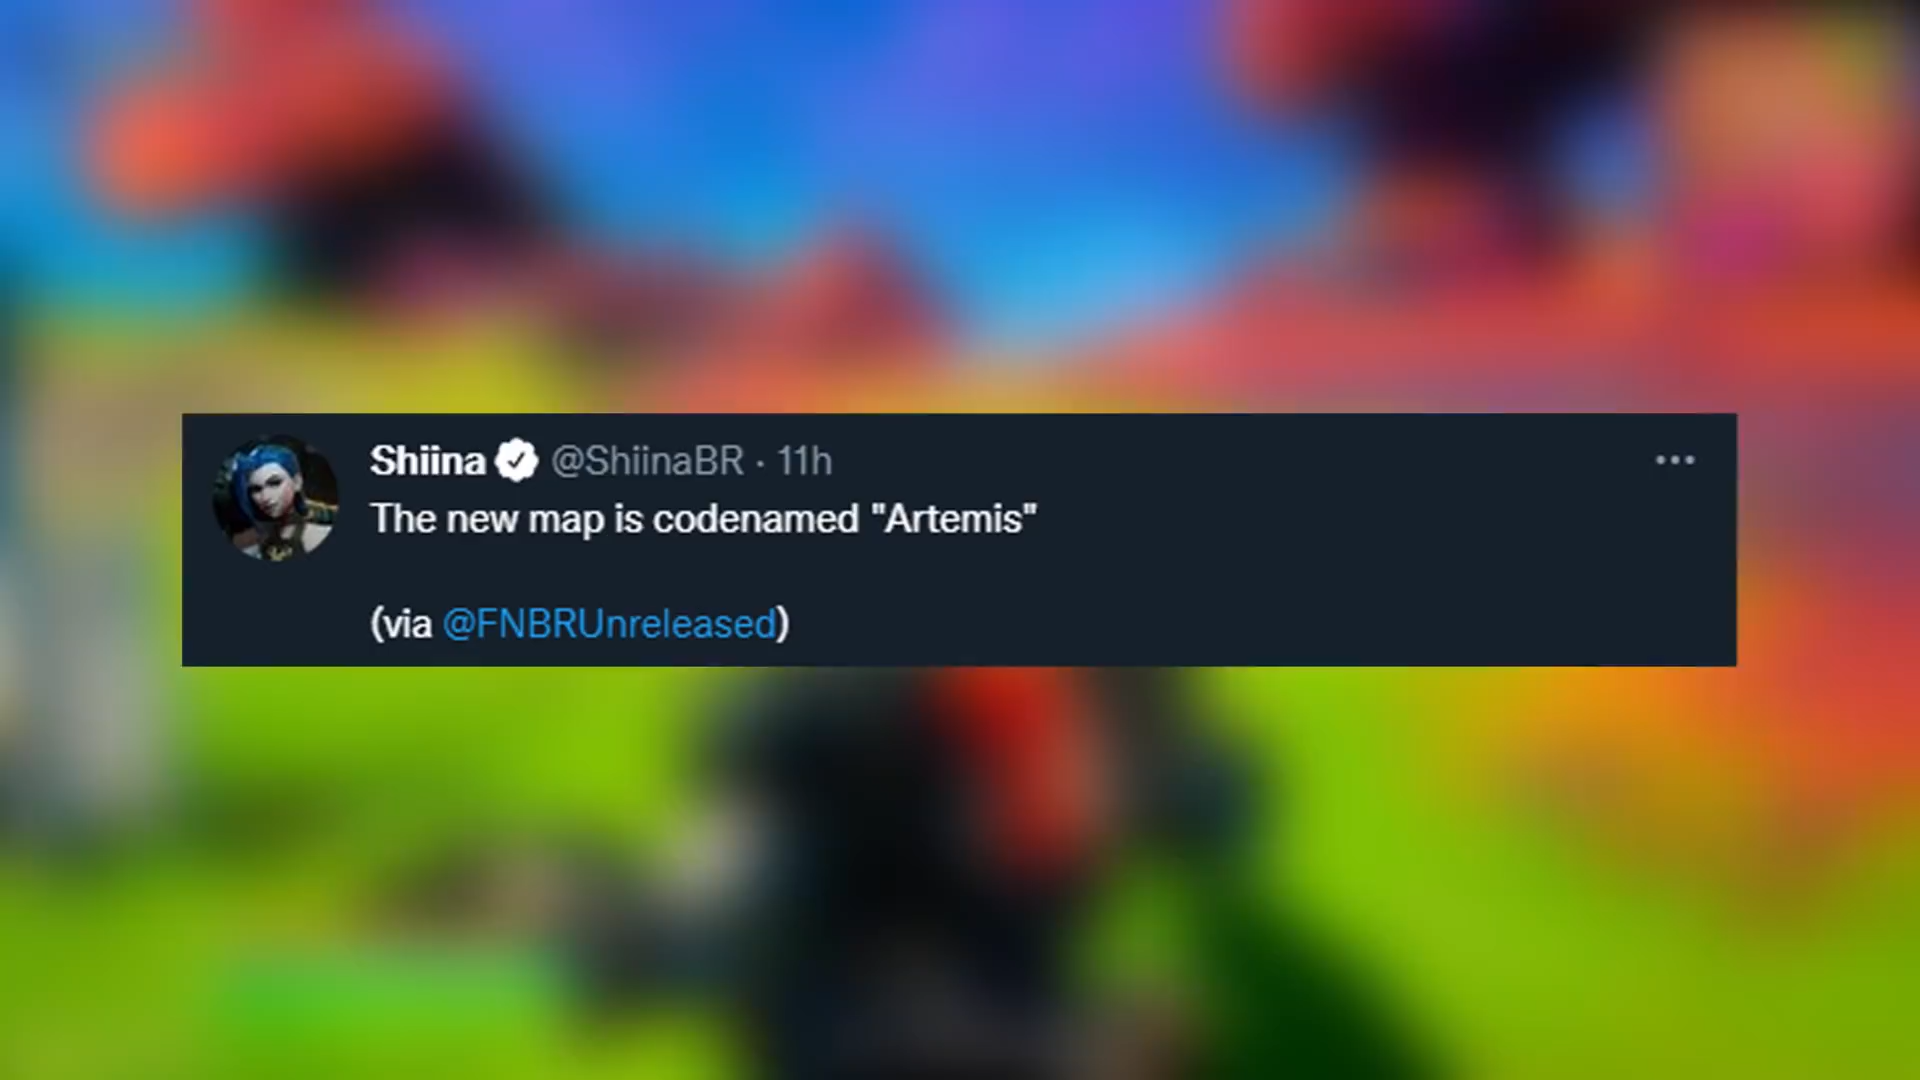 Shiina @ShiinaBR · 11h
The new map is codenamed "Artemis"
(via @FNBRUnreleased)